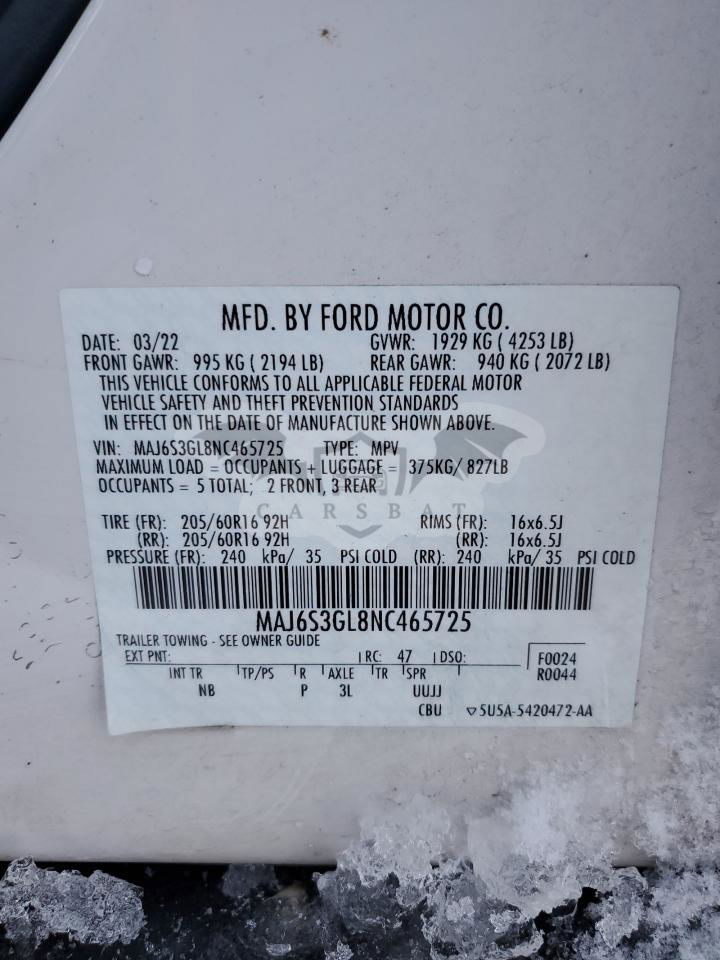 MFD. BY FORD MOTOR CO.
DATE: 03/22 GVWR: 1929 KG ( 4253 LB)
FRONT GAWR: 995 KG ( 2194 LB) REAR GAWR: 940 KG ( 2072 LB)
THIS VEHICLE CONFORMS TO ALL APPLICABLE FEDERAL MOTOR
VEHICLE SAFETY AND THEFT PREVENTION STANDARDS
IN EFFECT ON THE DATE OF MANUFACTURE SHOWN ABOVE.
VIN: MAJ6S3GL8NC465725 TYPE: MPV
MAXIMUM LOAD = OCCUPANTS + LUGGAGE = 375KG/ 827LB
OCCUPANTS = 5 TOTAL; 2 FRONT, 3 REAR
CARSBAT
TIRE (FR): 205/60R16 92H RIMS (FR): 16x6.5J
(RR): 205/60R16 92H (RR): 16x6.5J
PRESSURE (FR): 240 kPa/ 35 PSI COLD (RR): 240 kPa/ 35 PSI COLD
MAJ6S3GL8NC465725
TRAILER TOWING - SEE OWNER GUIDE
EXT PNT: RC: 47 DSO: F0024
R0044
INT TR TP/PS R AXLE TR SPR
NB P 3L UUJJ
CBU ▽5U5A-5420472-AA